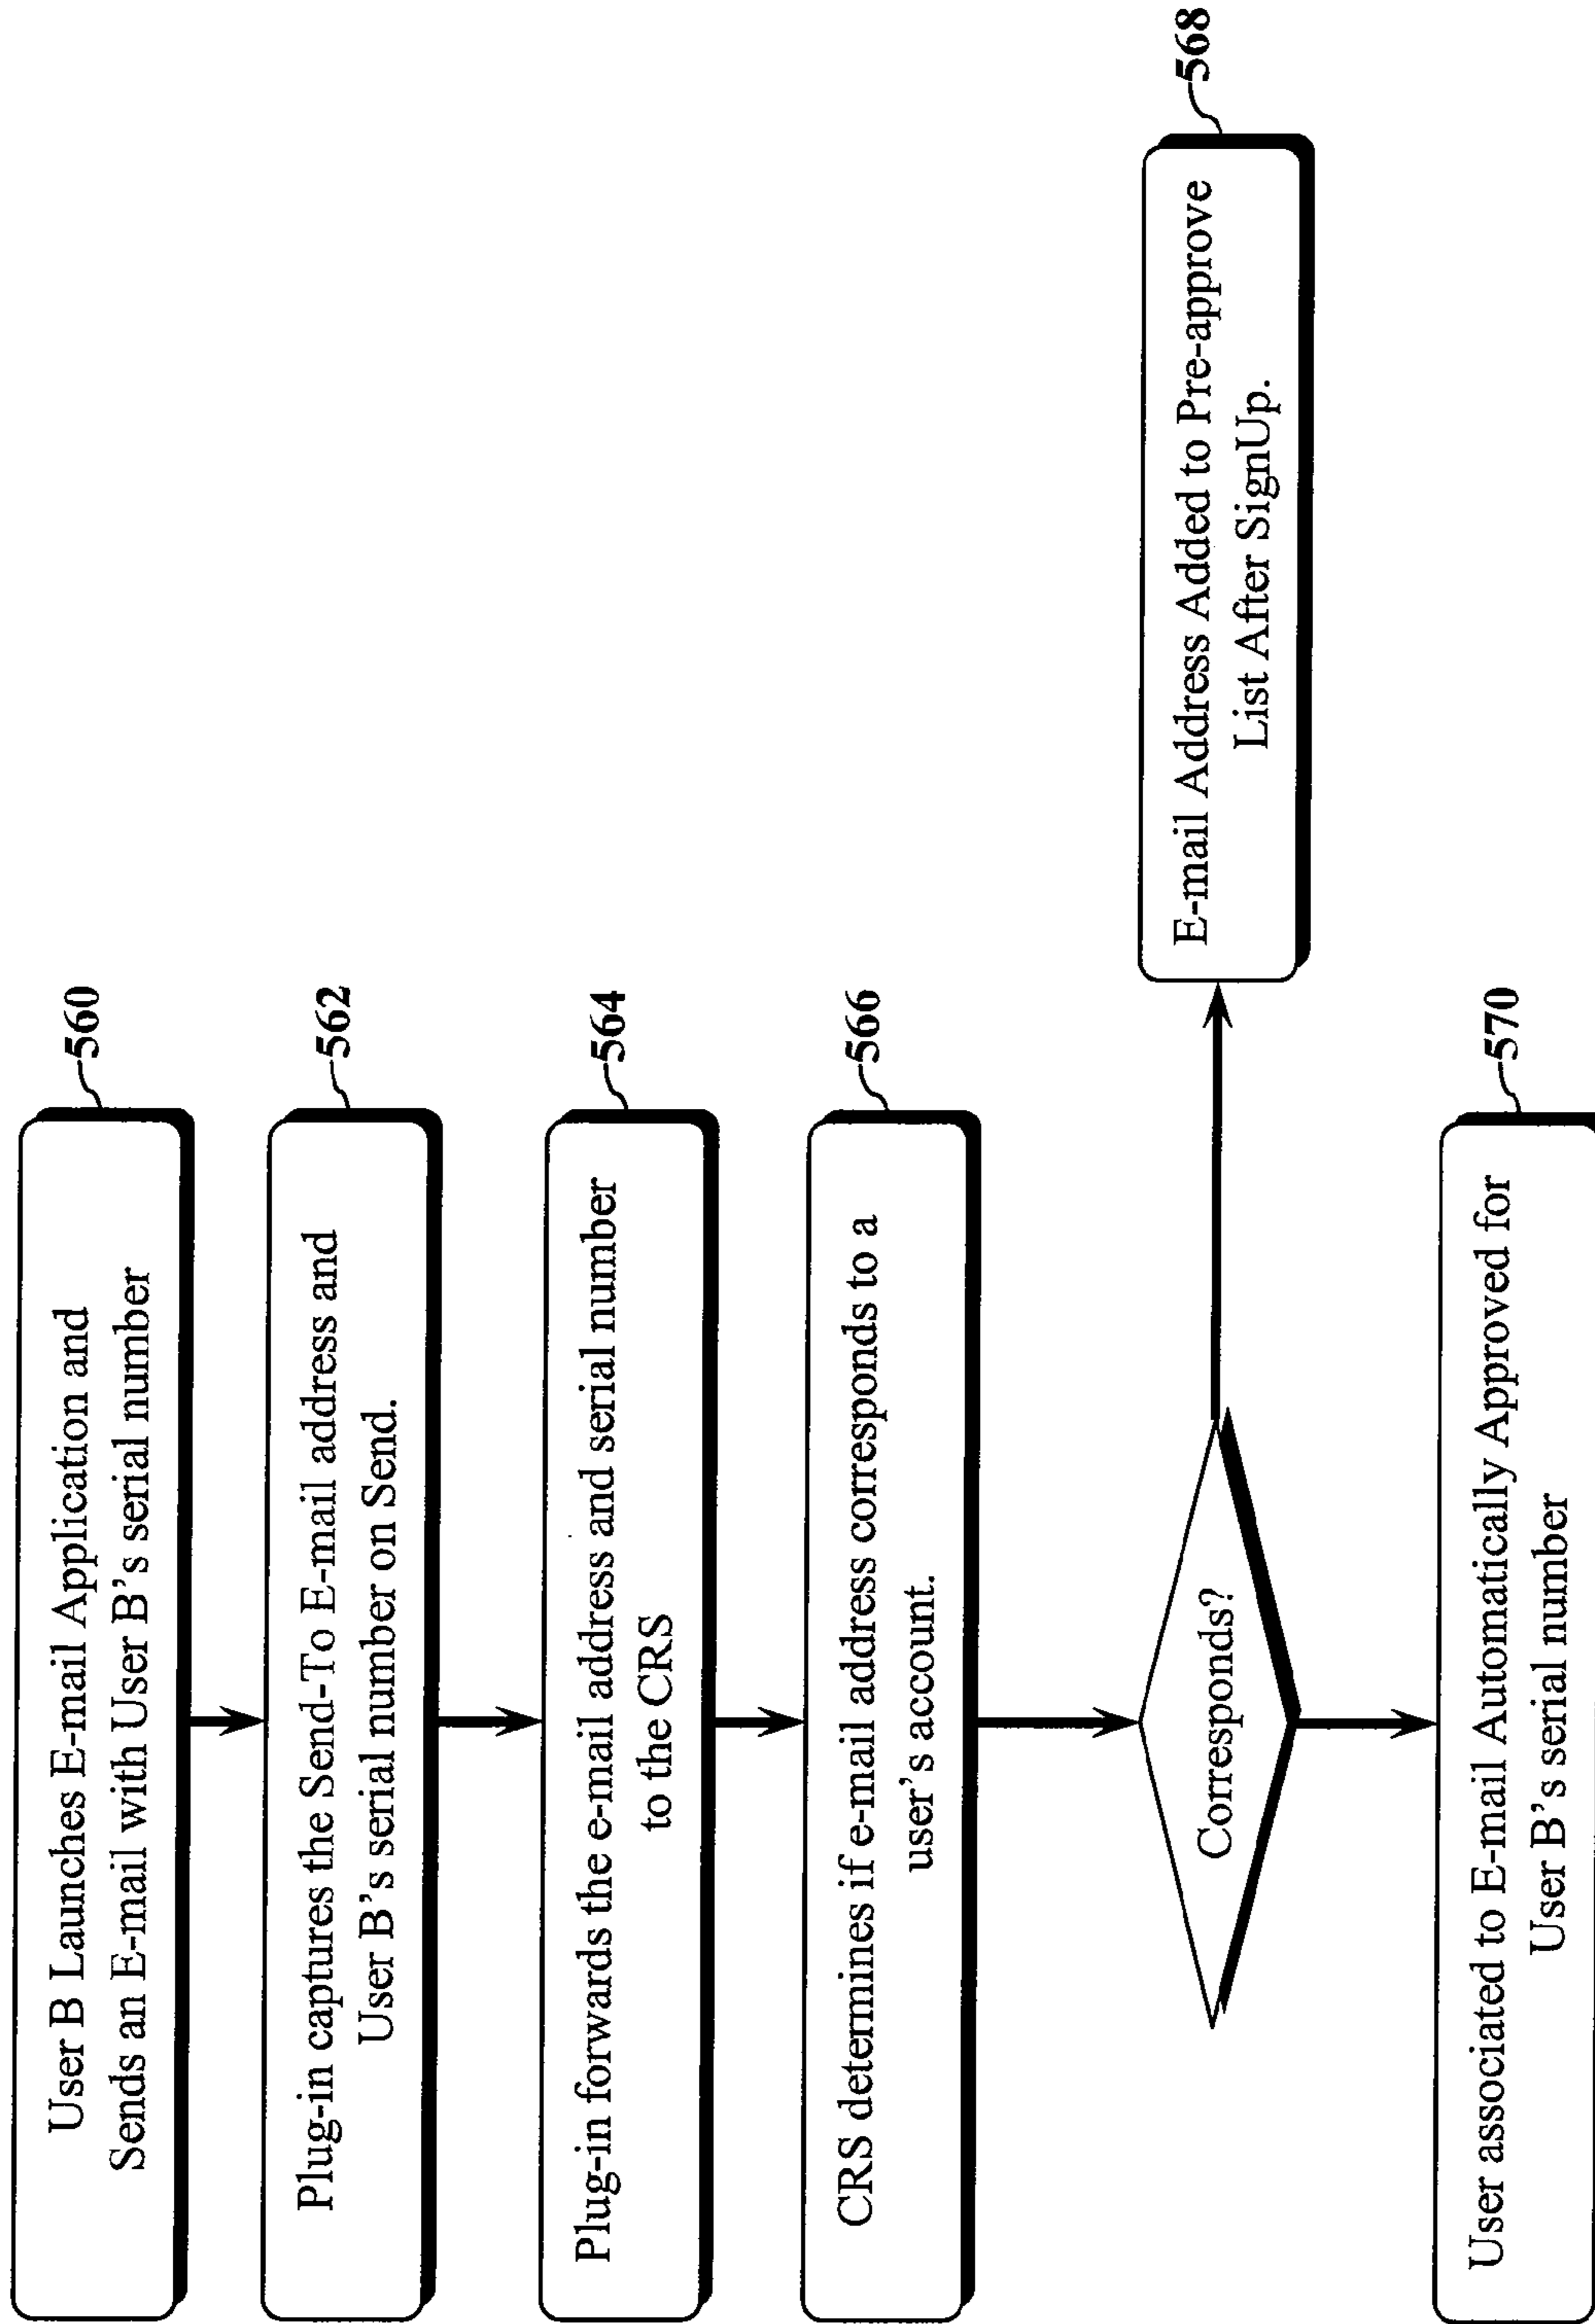 User B Launches E-mail Application and
Sends an E-mail with User B's serial number
560
Plug-in captures the Send-To E-mail address and
User B's serial number on Send.
562
Plug-in forwards the e-mail address and serial number
to the CRS
564
CRS determines if e-mail address corresponds to a
user's account.
566
Corresponds?
E-mail Address Added to Pre-approve
List After SignUp.
568
User associated to E-mail Automatically Approved for
User B's serial number
570